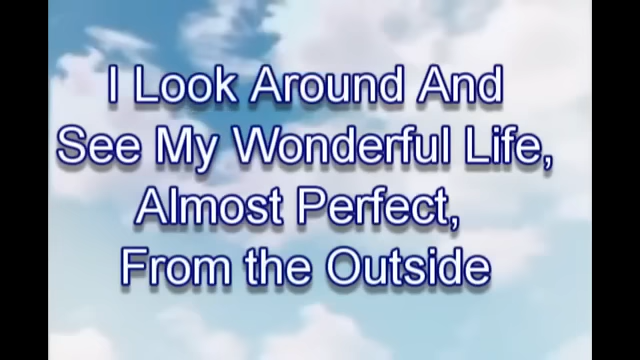 I Look Around And
See My Wonderful Life,
Almost Perfect,
From the Outside